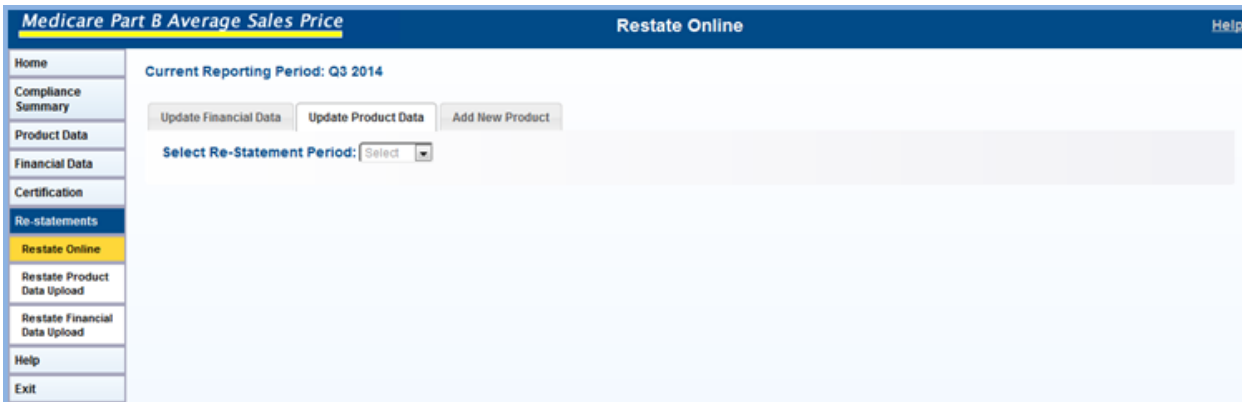 Medicare Part B Average Sales Price
Restate Online
Help
Home
Compliance
Summary
Product Data
Financial Data
Certification
Re-statements
Restate Online
Restate Product
Data Upload
Restate Financial
Data Upload
Help
Exit
Current Reporting Period: Q3 2014
Update Financial Data
Update Product Data
Add New Product
Select Re-Statement Period: Select